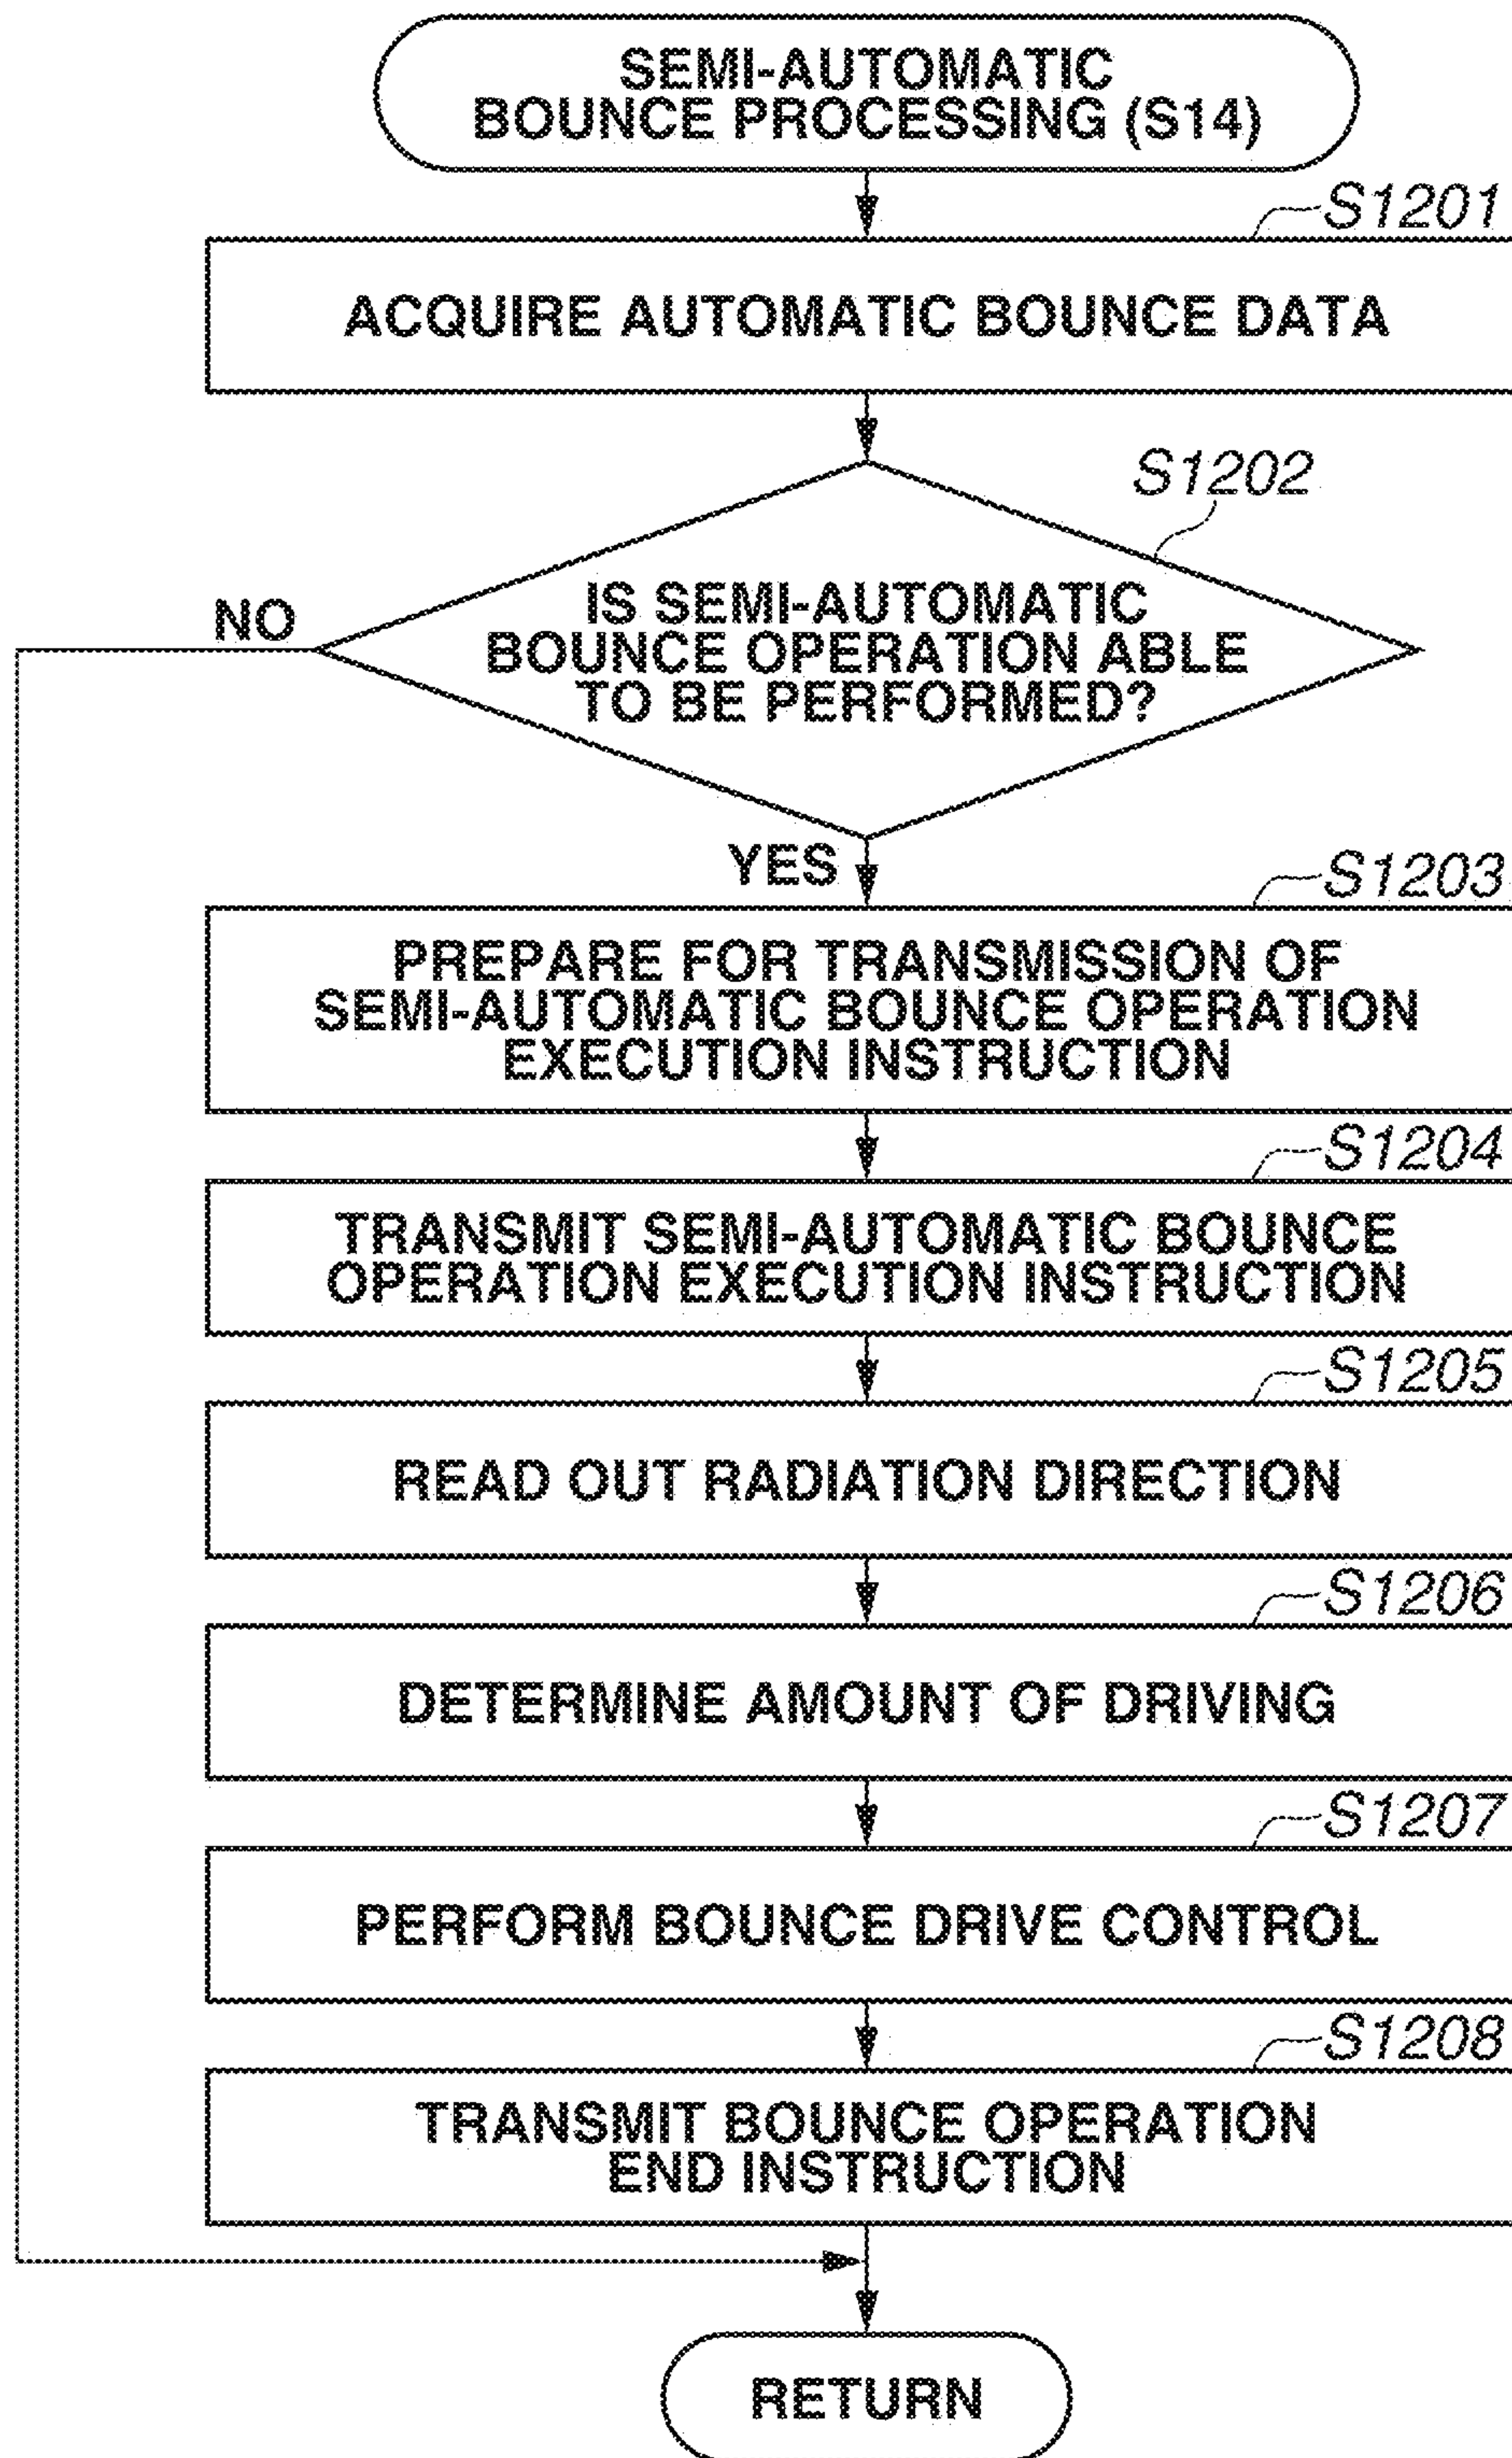 SEMI-AUTOMATIC
BOUNCE PROCESSING (S14)
S1201
ACQUIRE AUTOMATIC BOUNCE DATA
S1202
IS SEMI-AUTOMATIC
BOUNCE OPERATION ABLE
TO BE PERFORMED?
NO
YES
S1203
PREPARE FOR TRANSMISSION OF
SEMI-AUTOMATIC BOUNCE OPERATION
EXECUTION INSTRUCTION
S1204
TRANSMIT SEMI-AUTOMATIC BOUNCE
OPERATION EXECUTION INSTRUCTION
S1205
READ OUT RADIATION DIRECTION
S1206
DETERMINE AMOUNT OF DRIVING
S1207
PERFORM BOUNCE DRIVE CONTROL
S1208
TRANSMIT BOUNCE OPERATION
END INSTRUCTION
RETURN